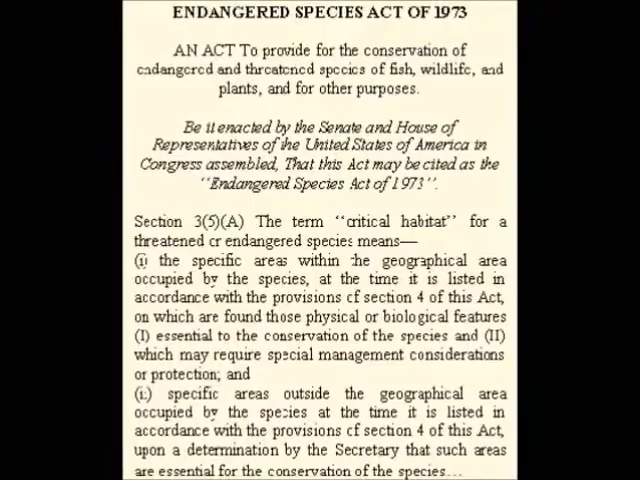 ENDANGERED SPECIES ACT OF 1973
AN ACT To provide for the conservation of
endangered and threatened species of fish, wildlife, and
plants, and for other purposes.
Be it enacted by the Senate and House of
Representatives of the United States of America in
Congress assembled, That this Act may be cited as the
“Endangered Species Act of 1973”.
Section 3(5)(A) The term “critical habitat” for a
threatened or endangered species means—
(i) the specific areas within the geographical area
occupied by the species, at the time it is listed in
accordance with the provisions of section 4 of this Act,
on which are found those physical or biological features
(I) essential to the conservation of the species and (II)
which may require special management considerations
or protection; and
(ii) specific areas outside the geographical area
occupied by the species at the time it is listed in
accordance with the provisions of section 4 of this Act,
upon a determination by the Secretary that such areas
are essential for the conservation of the species...